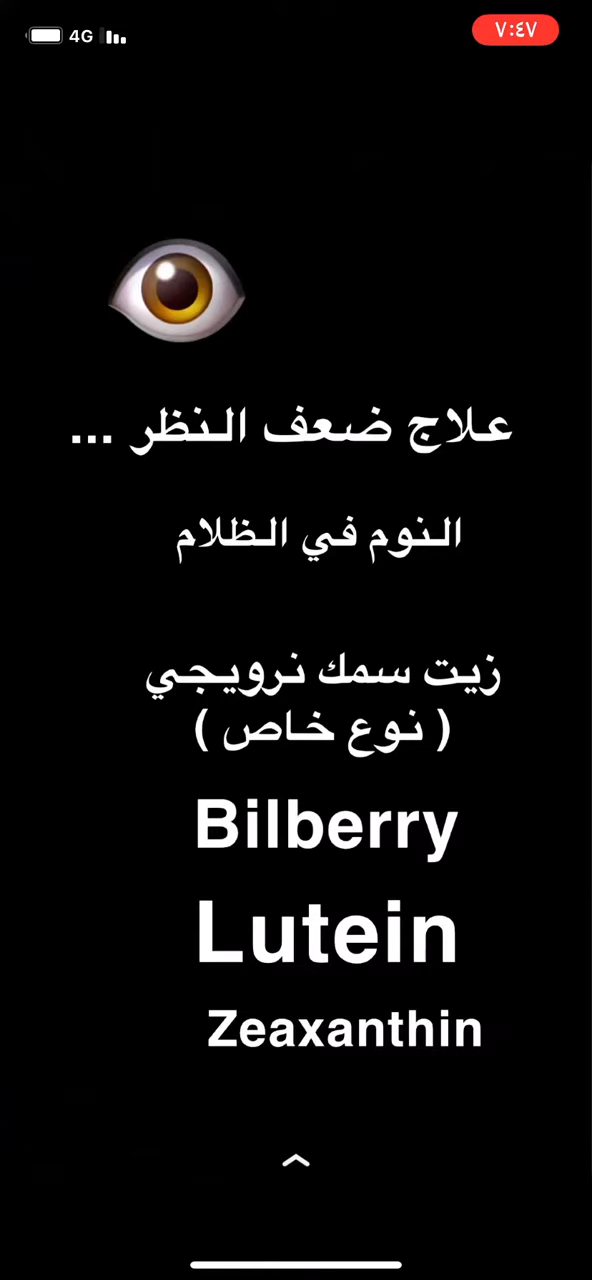 4G
٧:٤٧
علاج ضعف النظر ...
النوم في الظلام
زيت سمك نرويجي
( نوع خاص )
Bilberry
Lutein
Zeaxanthin